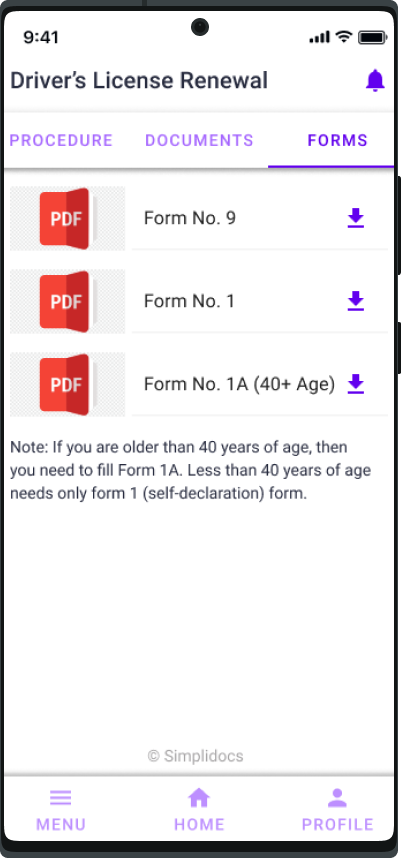 9:41
Driver's License Renewal
PROCEDURE DOCUMENTS FORMS
PDF Form No. 9
PDF Form No. 1
PDF Form No. 1A (40+ Age)
Note: If you are older than 40 years of age, then
you need to fill Form 1A. Less than 40 years of age
needs only form 1 (self-declaration) form.
© Simplidocs
MENU HOME PROFILE